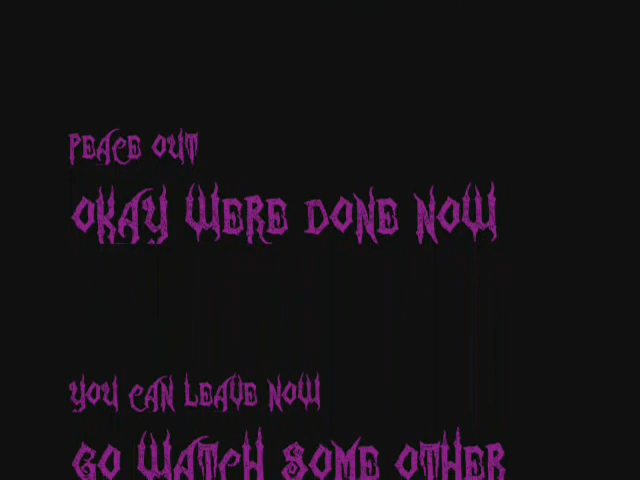 PEACE OUT
OKAY WERE DONE NOW
YOU CAN LEAVE NOW
GO WATCH SOME OTHER